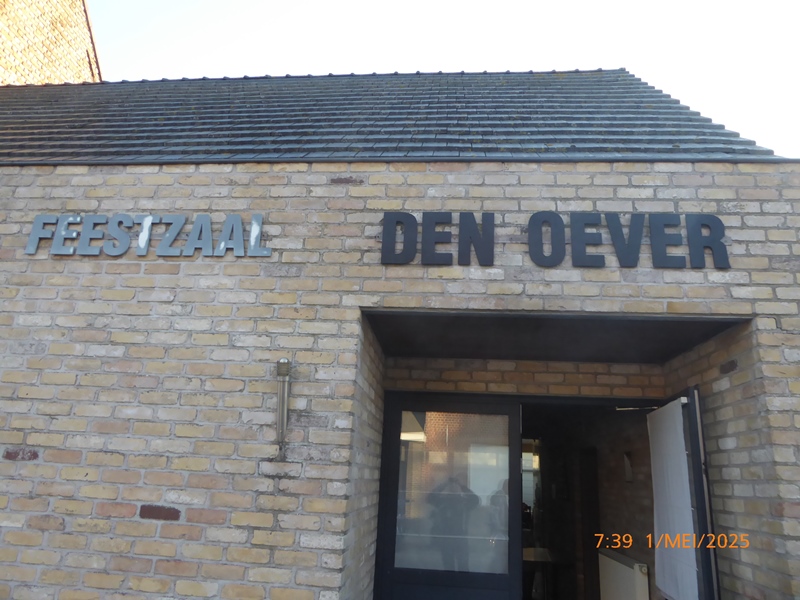 FEESTZAAL DEN OEVER
7:39 1/MEI/2025